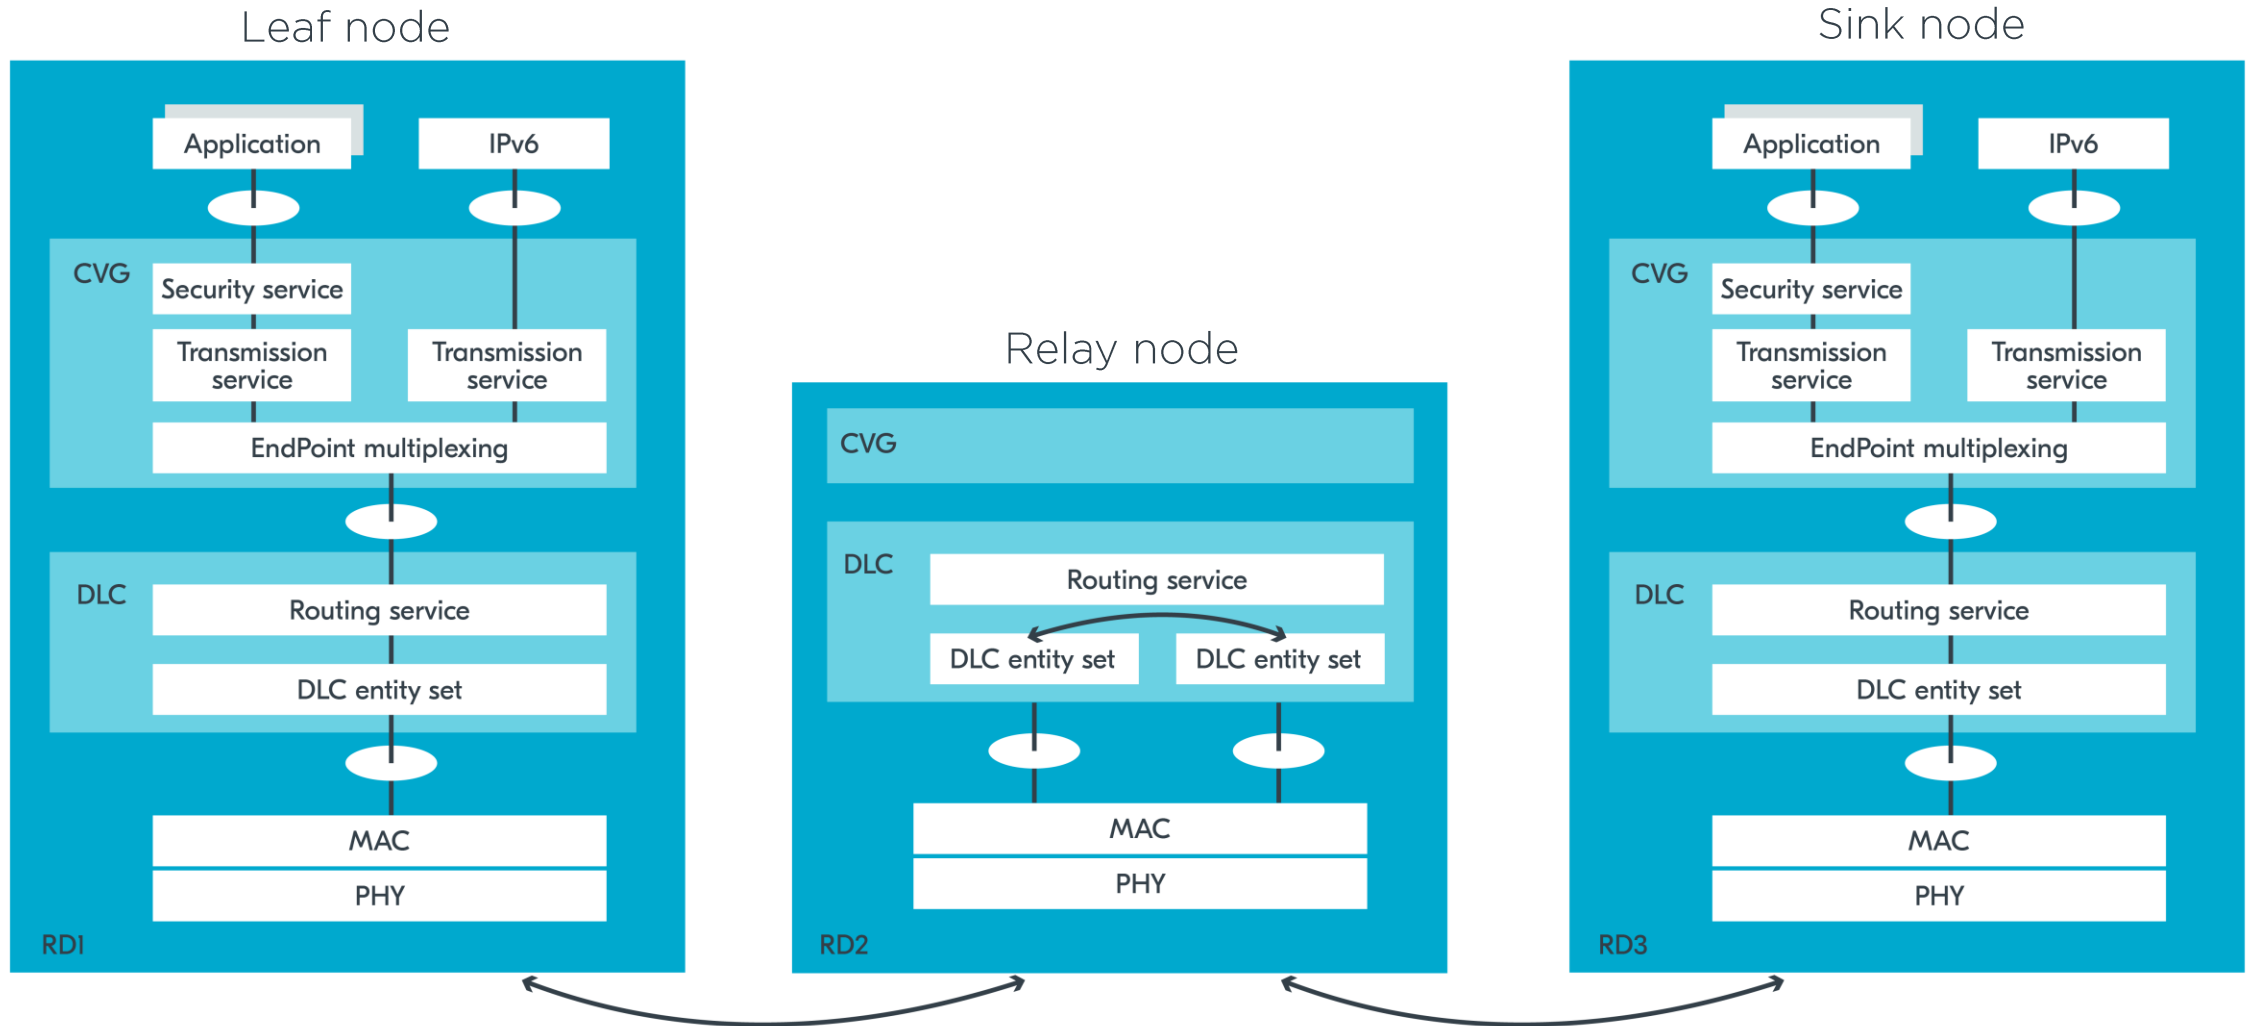 Leaf node
Application
IPv6
CVG
Security service
Transmission
service
Transmission
service
EndPoint multiplexing
DLC
Routing service
DLC entity set
MAC
PHY
RD1
Relay node
CVG
DLC
Routing service
DLC entity set
DLC entity set
MAC
PHY
RD2
Sink node
Application
IPv6
CVG
Security service
Transmission
service
Transmission
service
EndPoint multiplexing
DLC
Routing service
DLC entity set
MAC
PHY
RD3